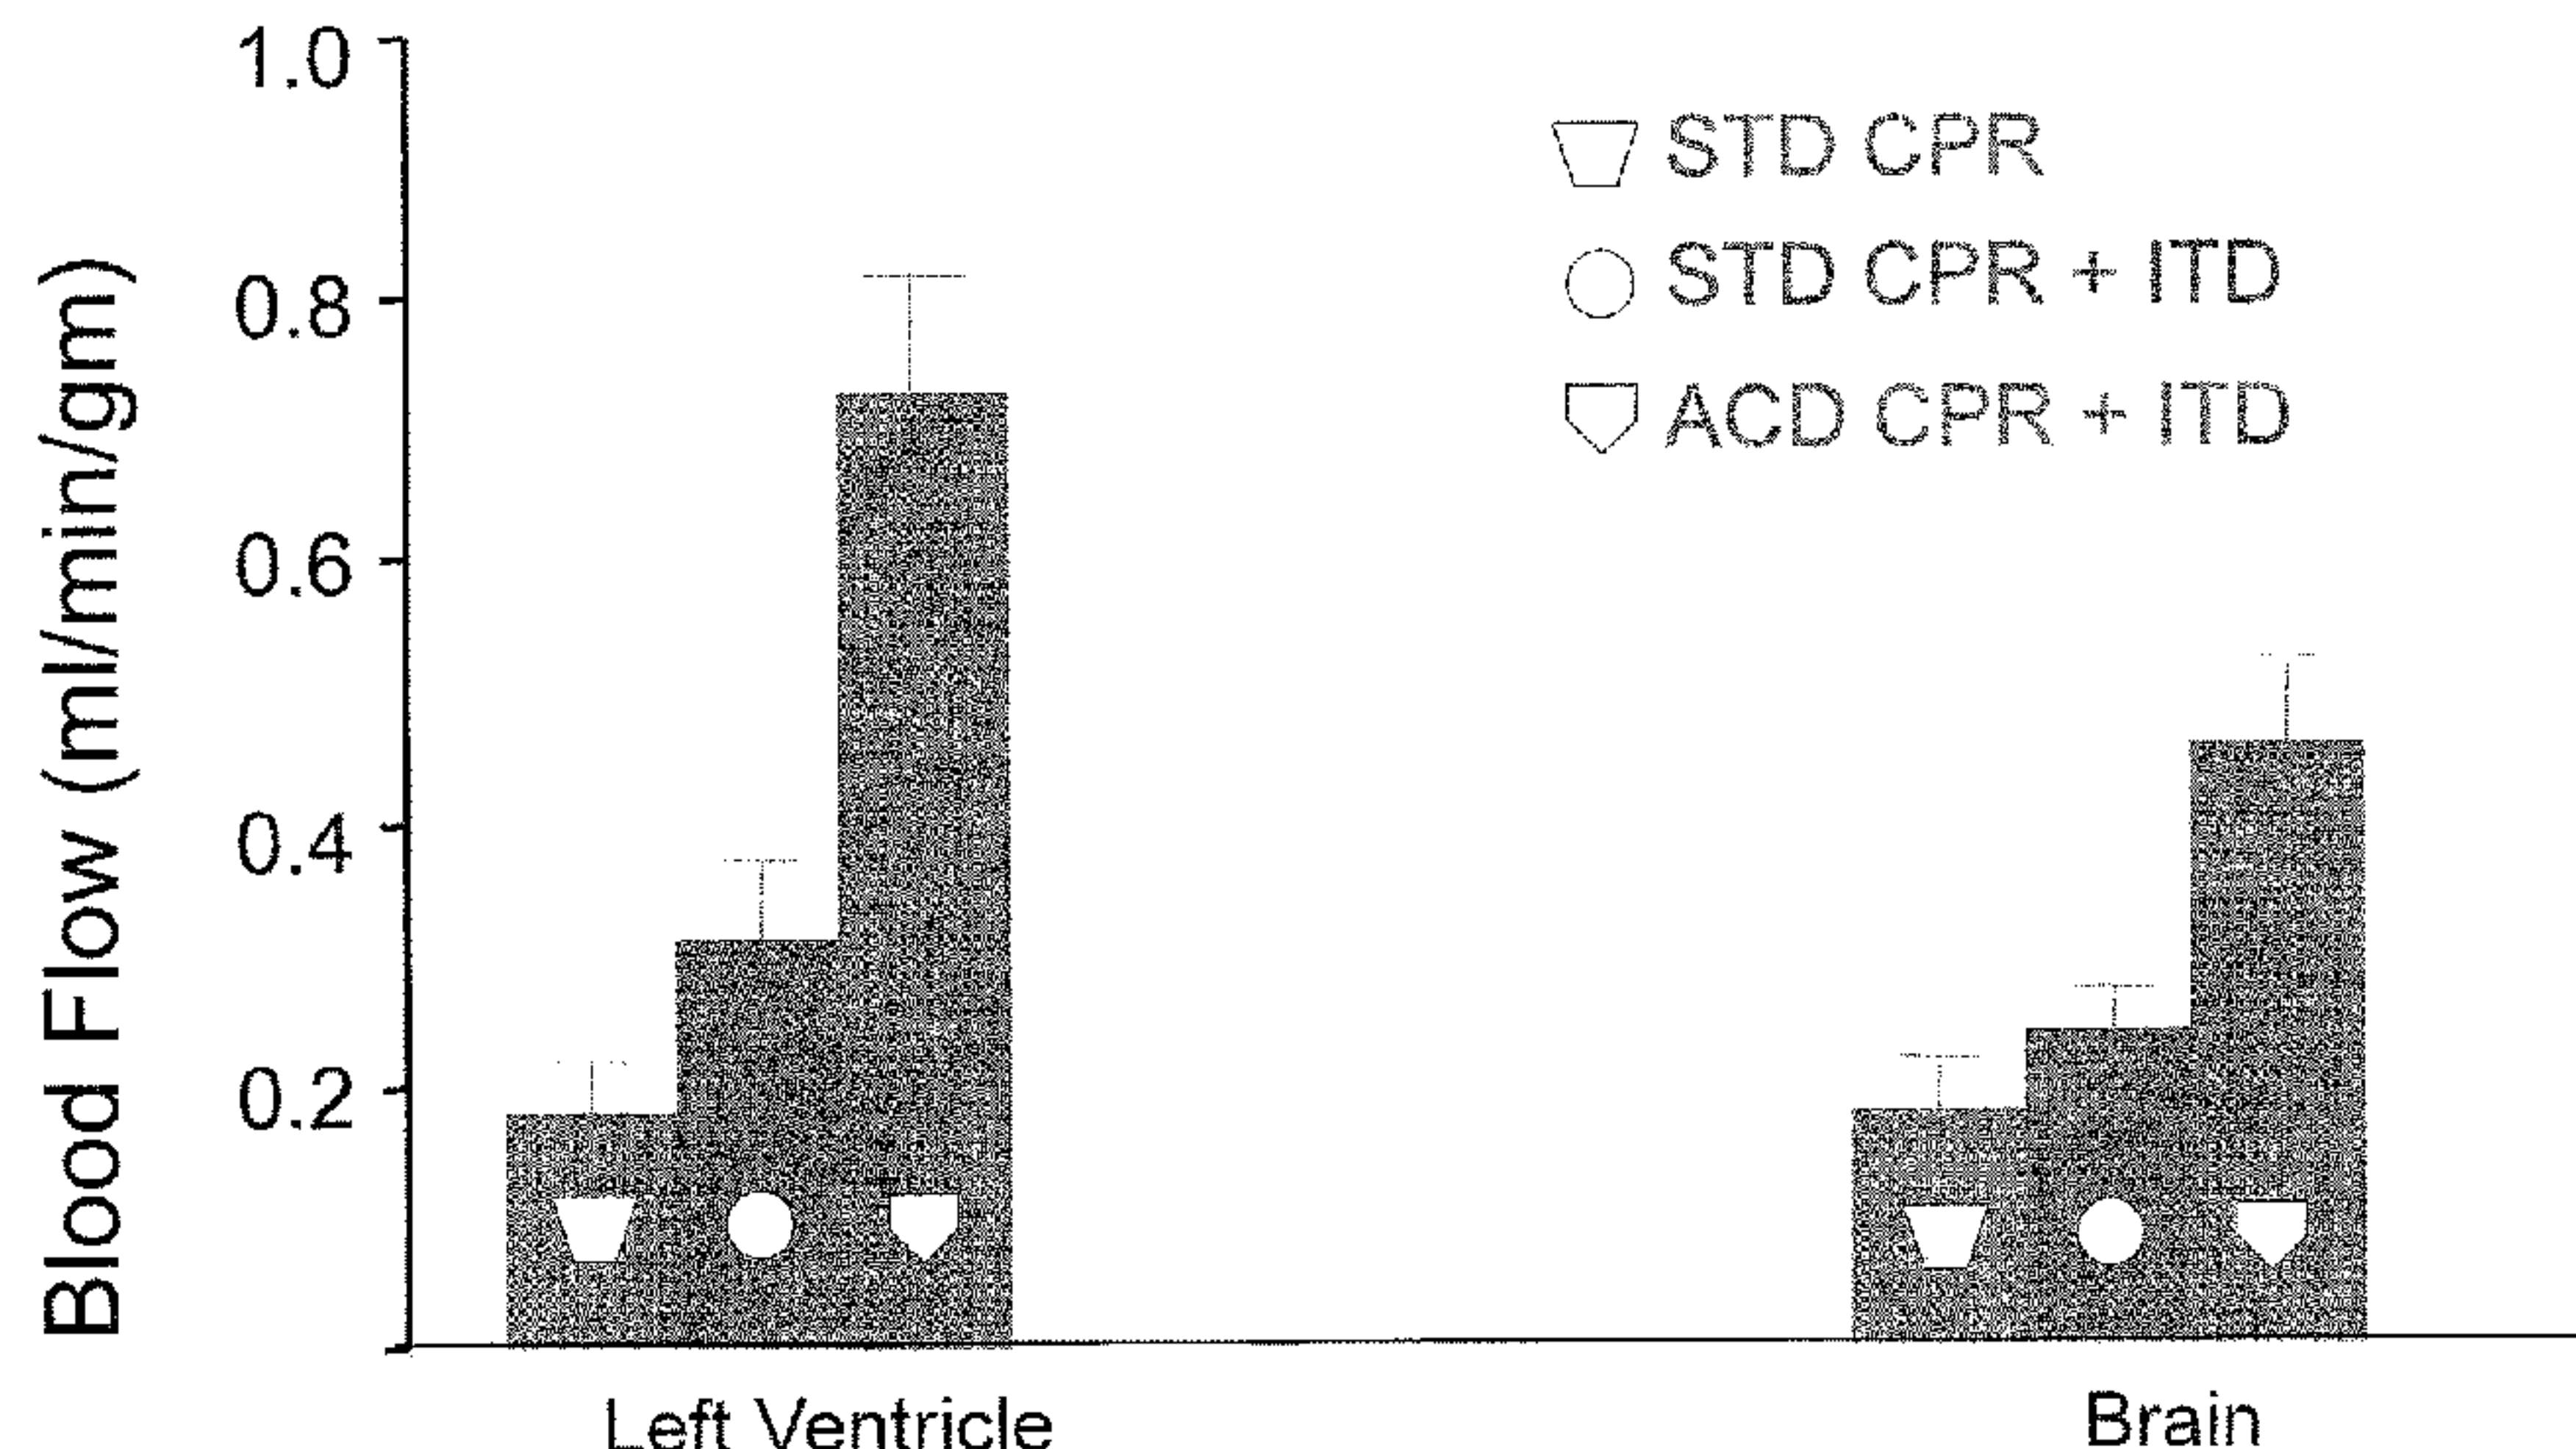 Blood Flow (ml/min/gm)
1.0
0.8
0.6
0.4
0.2
STD CPR
STD CPR + ITD
ACD CPR + ITD
Left Ventricle
Brain